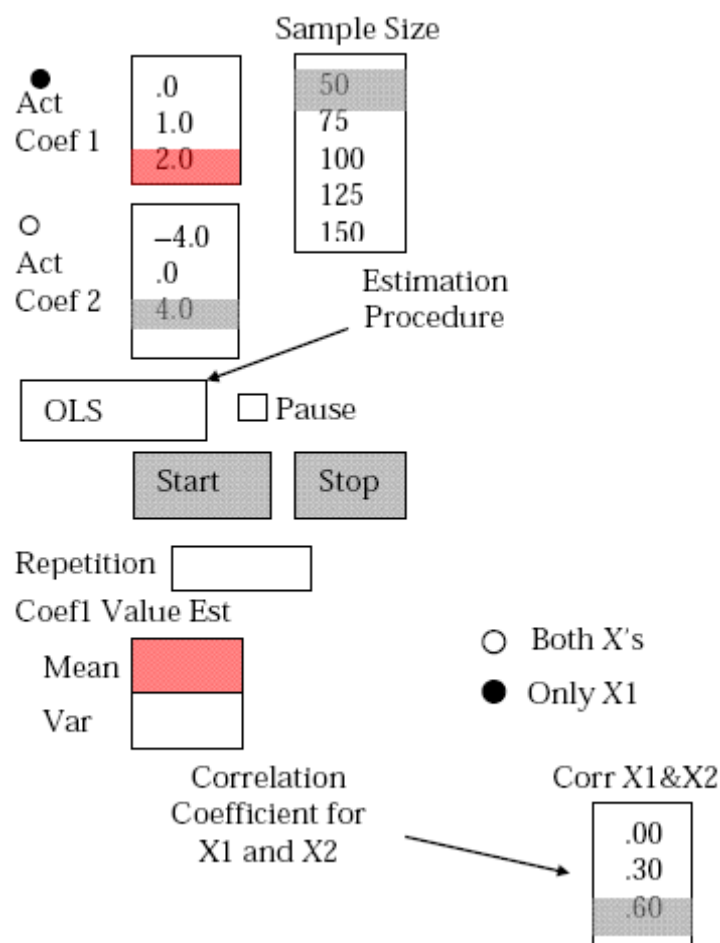 Sample Size
Act
Coef 1
.0
1.0
2.0
50
75
100
125
150
Act
Coef 2
–4.0
.0
4.0
Estimation
Procedure
OLS
Pause
Start
Stop
Repetition
Coef1 Value Est
Mean
Var
Both X's
Only X1
Correlation
Coefficient for
X1 and X2
Corr X1&X2
.00
.30
.60